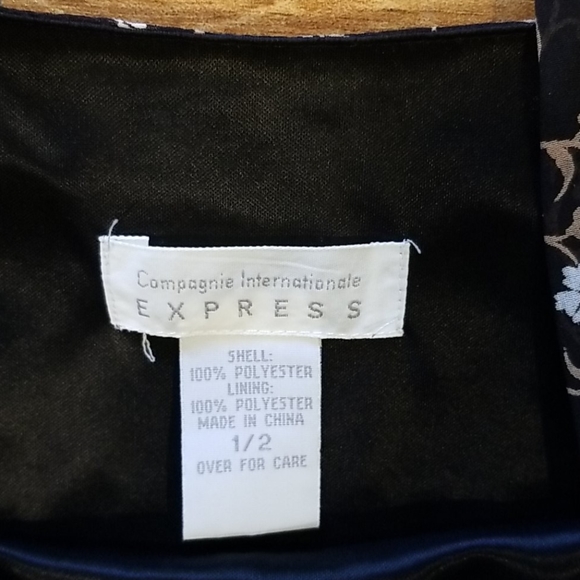 Compagnie Internationale
EXPRESS
SHELL:
100% POLYESTER
LINING:
100% POLYESTER
MADE IN CHINA
1/2
OVER FOR CARE